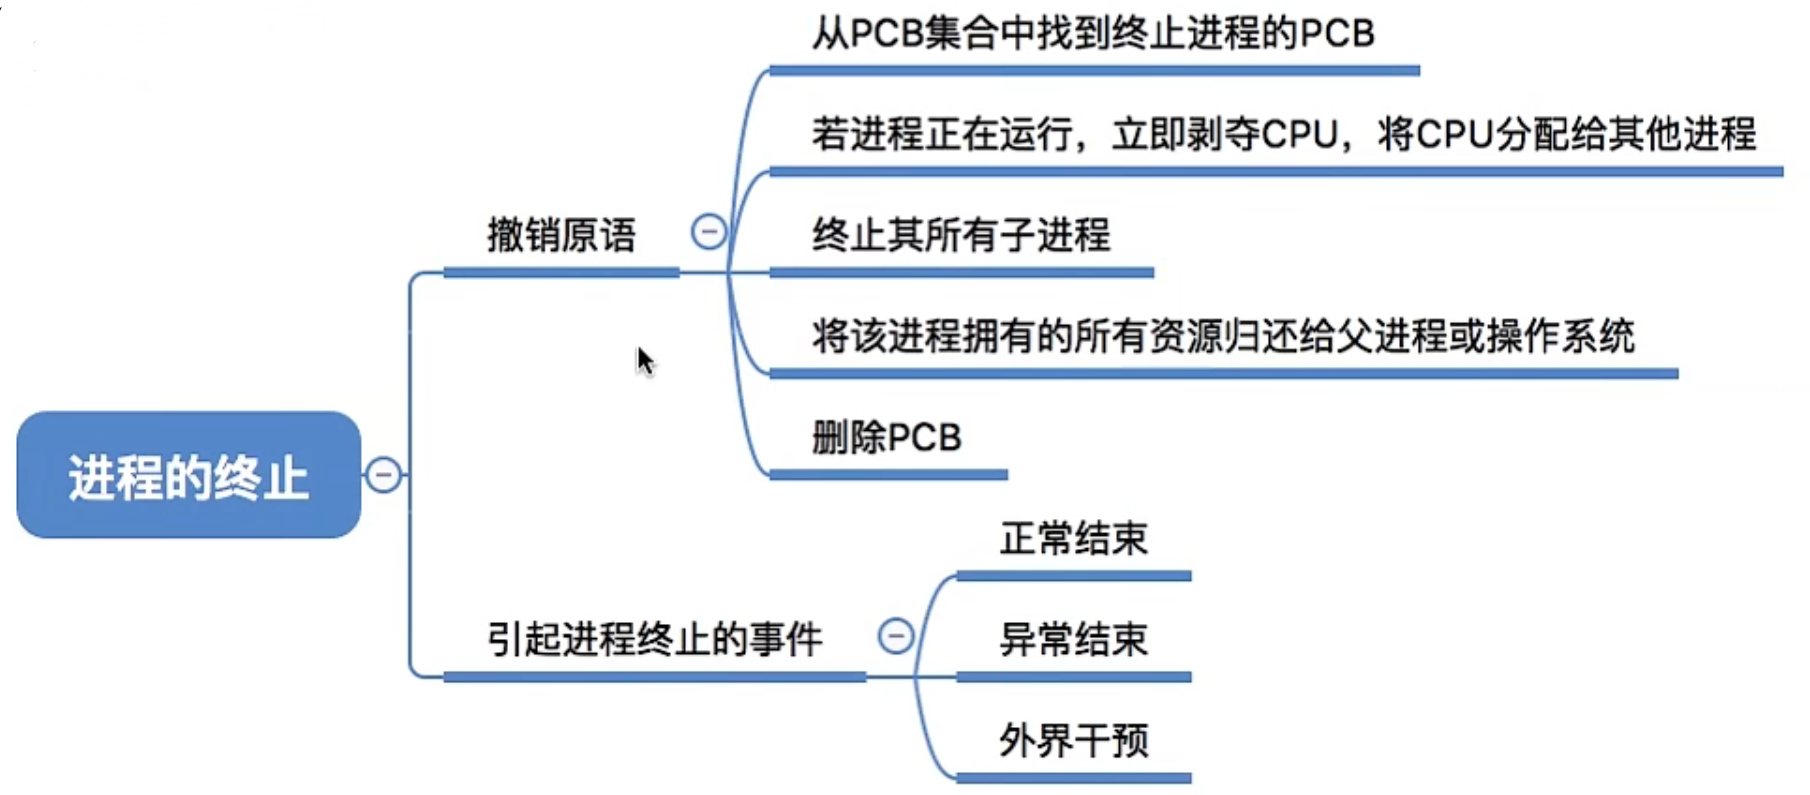 从PCB集合中找到终止进程的PCB
若进程正在运行，立即剥夺CPU，将CPU分配给其他进程
撤销原语
终止其所有子进程
将该进程拥有的所有资源归还给父进程或操作系统
删除PCB
进程的终止
正常结束
引起进程终止的事件
异常结束
外界干预